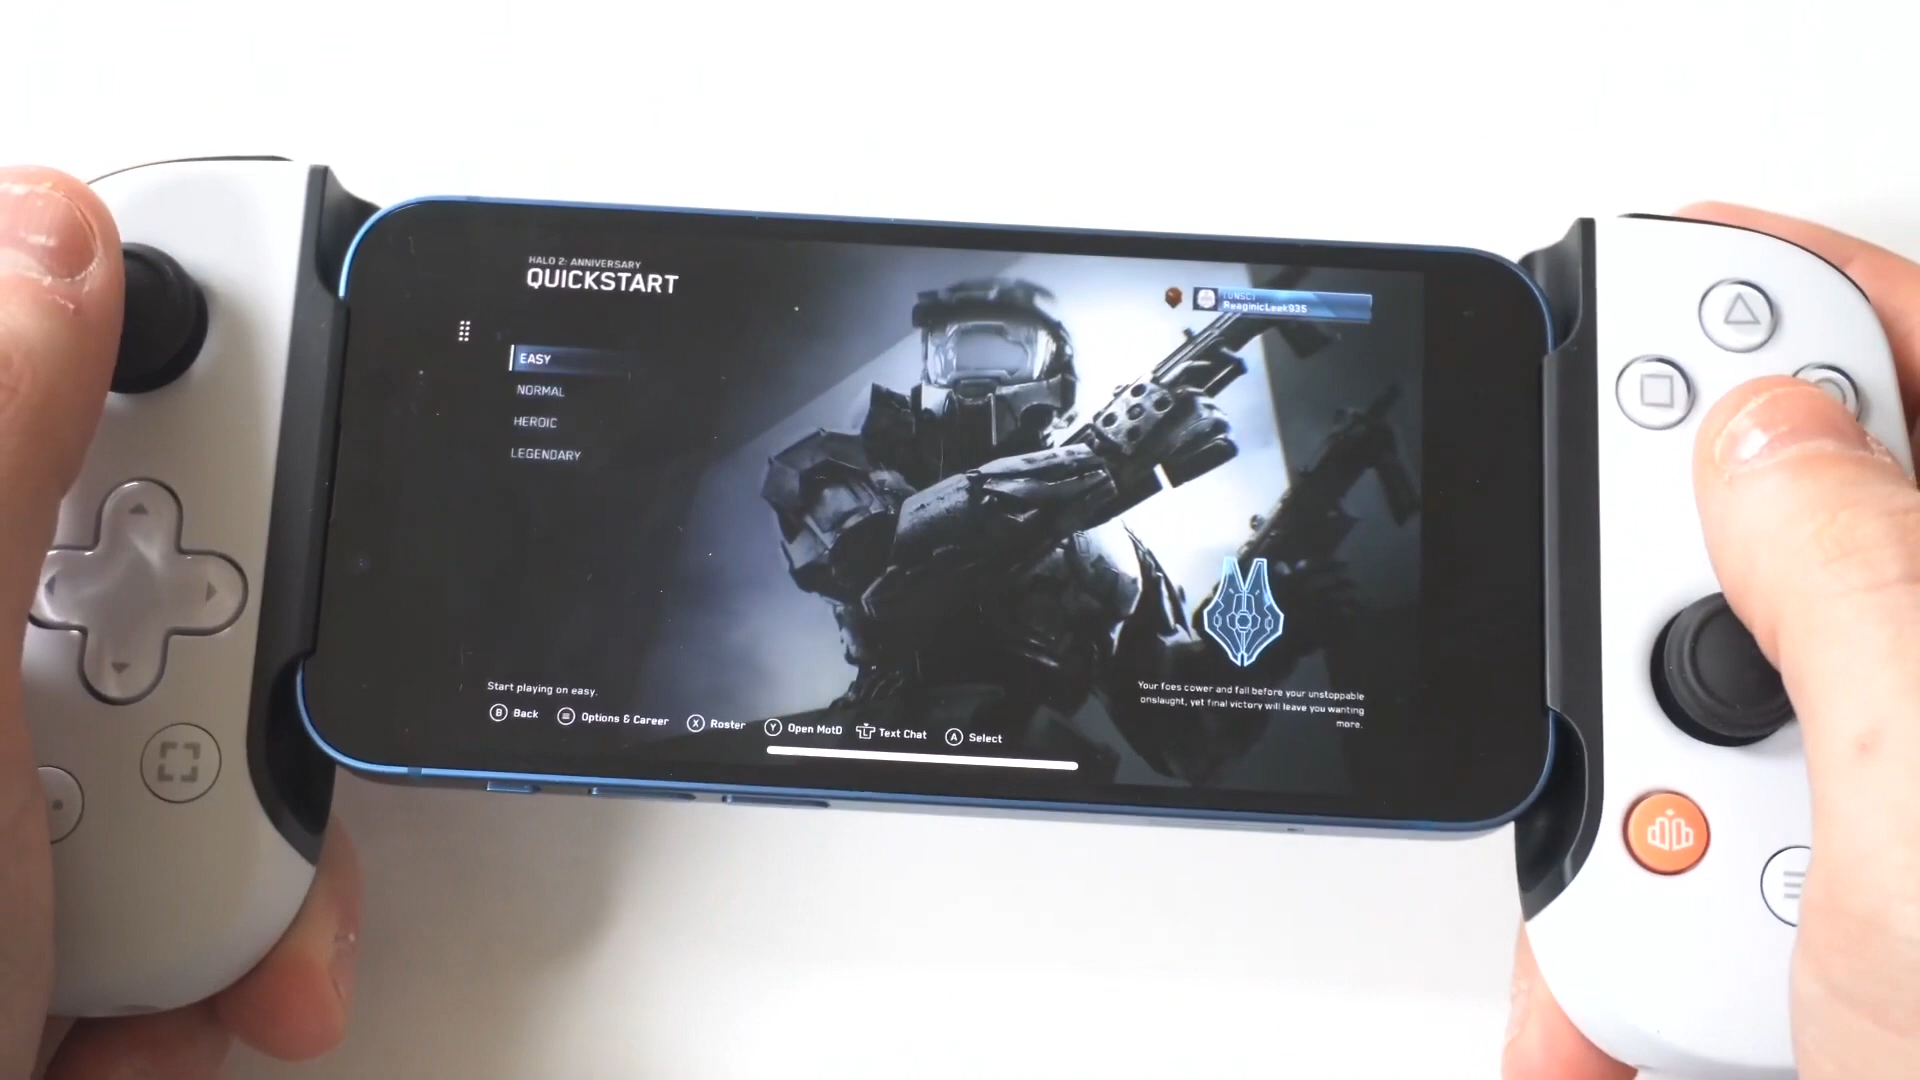 HALO 2: ANNIVERSARY
QUICKSTART
ReaginicLeek935
EASY
NORMAL
HEROIC
LEGENDARY
Start playing on easy.
Your foes cower and fall before your unstoppable
onslaught, yet final victory will leave you wanting
more.
B Back
Options & Career
X Roster
Y Open MotD
Text Chat
A Select